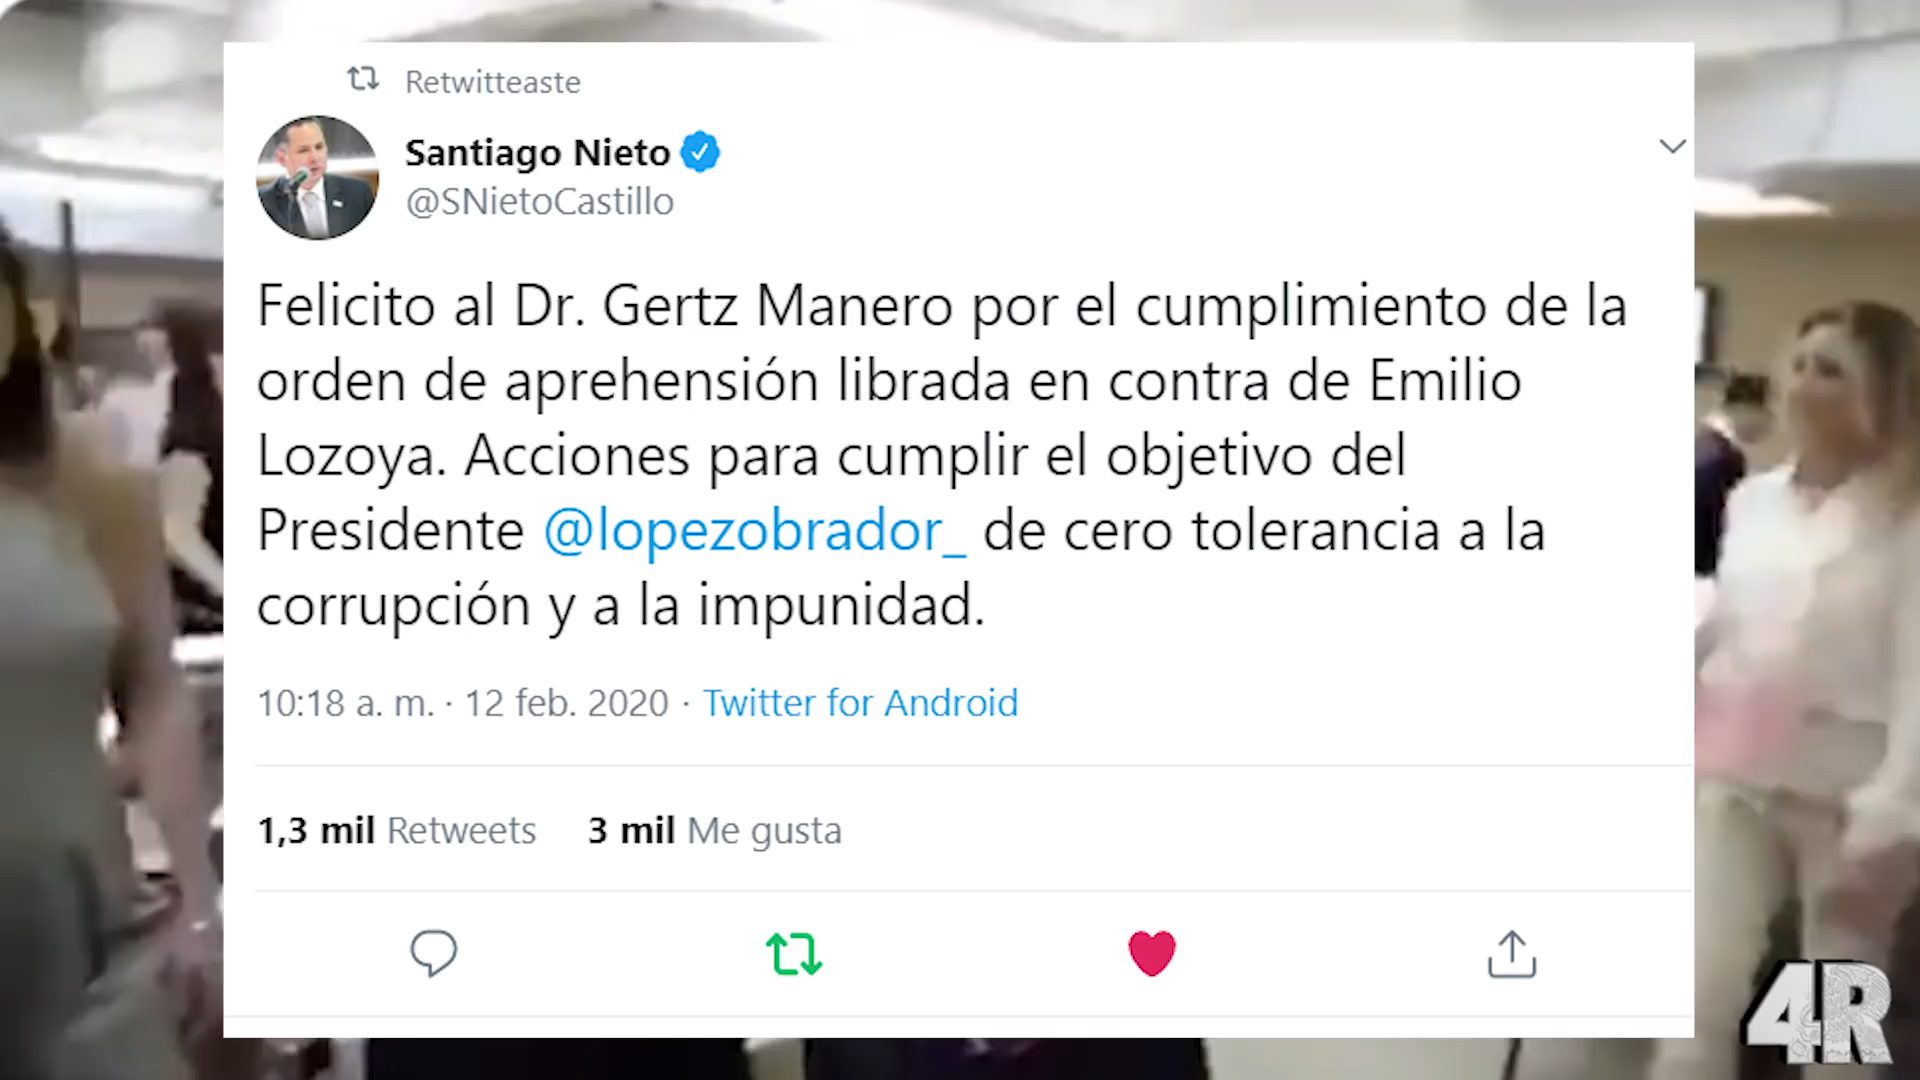 Retwitteaste
Santiago Nieto
@SNietoCastillo
Felicito al Dr. Gertz Manero por el cumplimiento de la
orden de aprehensión librada en contra de Emilio
Lozoya. Acciones para cumplir el objetivo del
Presidente @lopezobrador_ de cero tolerancia a la
corrupción y a la impunidad.
10:18 a. m. · 12 feb. 2020 · Twitter for Android
1,3 mil Retweets 3 mil Me gusta
4R